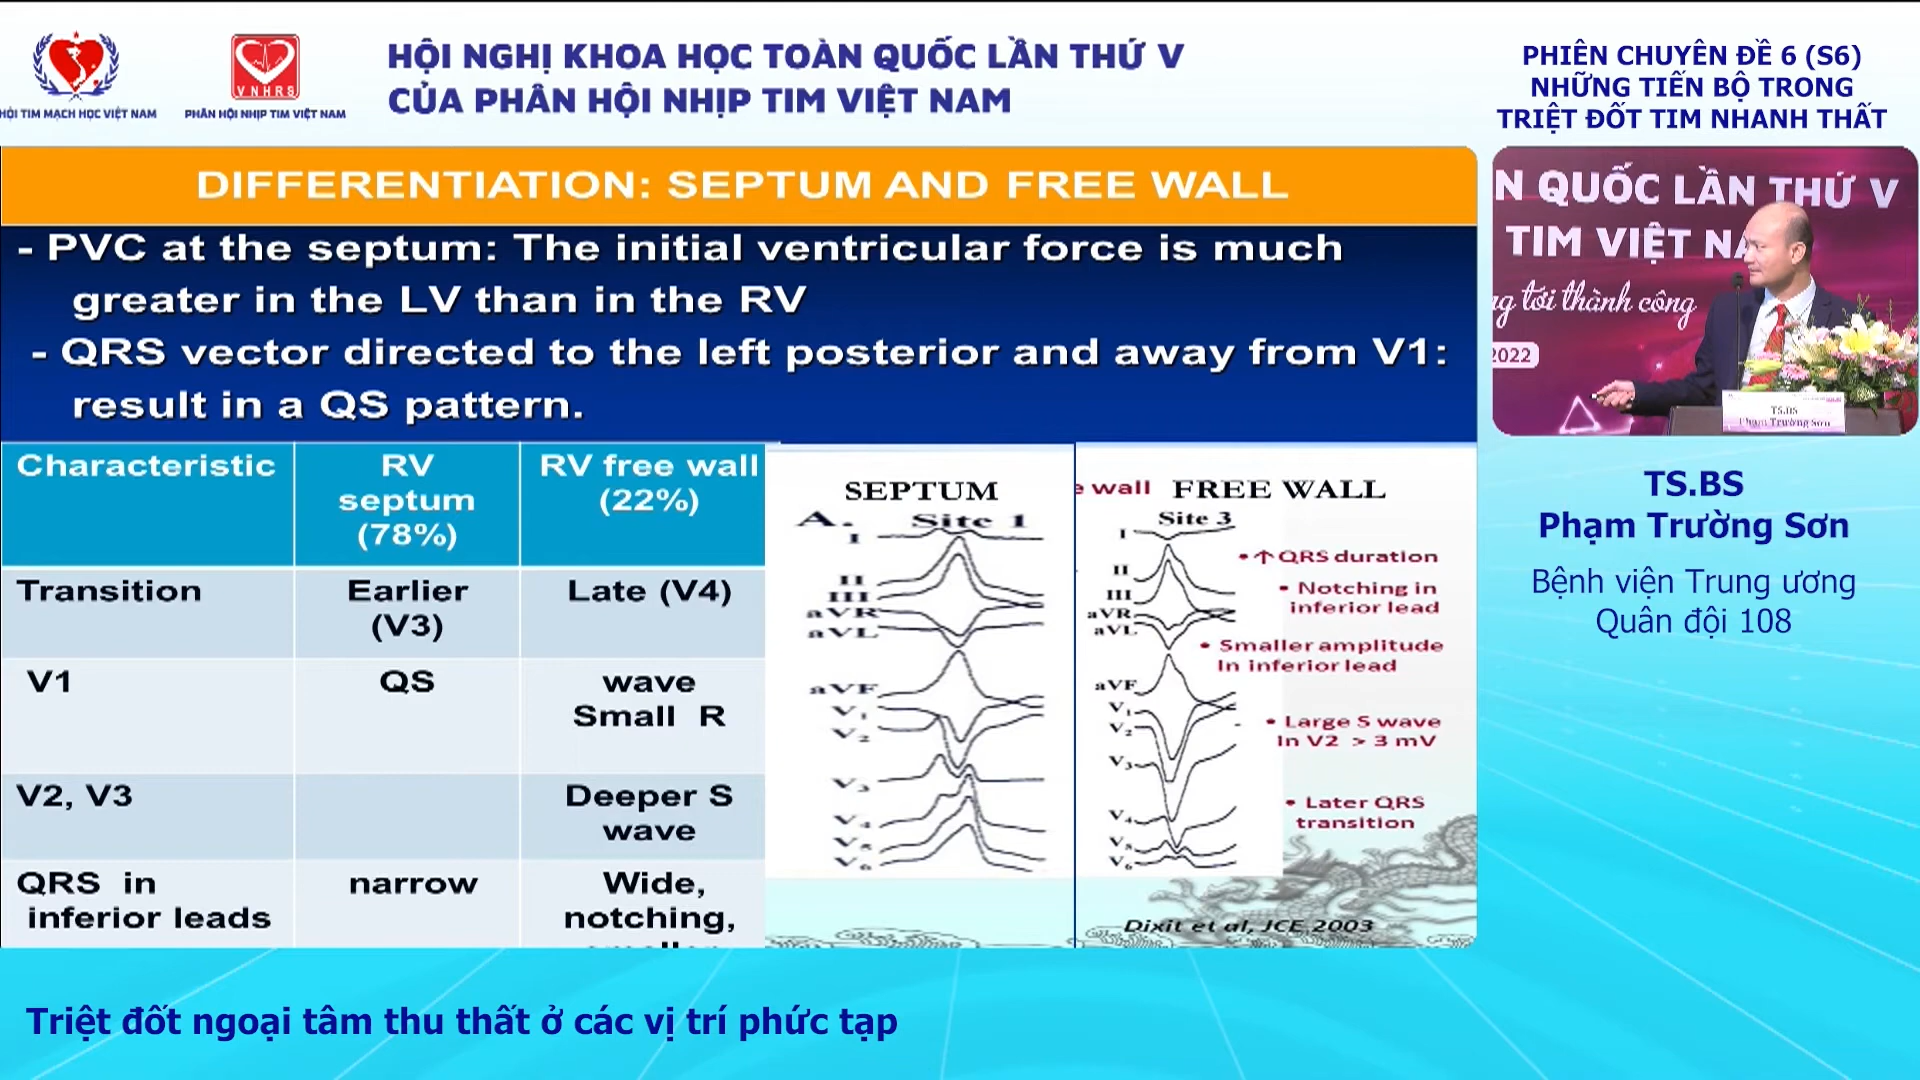 HỘI TIM MẠCH HỌC VIỆT NAM
VNHRS
PHÂN HỘI NHỊP TIM VIỆT NAM
HỘI NGHỊ KHOA HỌC TOÀN QUỐC LẦN THỨ V
CỦA PHÂN HỘI NHỊP TIM VIỆT NAM
PHIÊN CHUYÊN ĐỀ 6 (S6)
NHỮNG TIẾN BỘ TRONG
TRIỆT ĐỐT TIM NHANH THẤT
DIFFERENTIATION: SEPTUM AND FREE WALL
- PVC at the septum: The initial ventricular force is much
greater in the LV than in the RV
- QRS vector directed to the left posterior and away from V1:
result in a QS pattern.
Characteristic
RV
septum
(78%)
RV free wall
(22%)
Transition
Earlier
(V3)
Late (V4)
V1
QS
wave
Small R
V2, V3
Deeper S
wave
QRS in
inferior leads
narrow
Wide,
notching,
SEPTUM
A. Site 1
I
II
III
aVR
aVL
aVF
V1
V2
V3
V4
V5
V6
e wall FREE WALL
Site 3
I
II
III
aVR
aVL
aVF
V1
V2
V3
V4
V5
V6
• ↑ QRS duration
• Notching in
inferior lead
• Smaller amplitude
In inferior lead
• Large S wave
In V2 > 3 mV
• Later QRS
transition
Dixit et al, JCE 2003
N QUỐC LẦN THỨ V
TIM VIỆT NA
ng tới thành công
2022
TS.BS
Phạm Trường Sơn
TS.BS
Phạm Trường Sơn
Bệnh viện Trung ương
Quân đội 108
Triệt đốt ngoại tâm thu thất ở các vị trí phức tạp